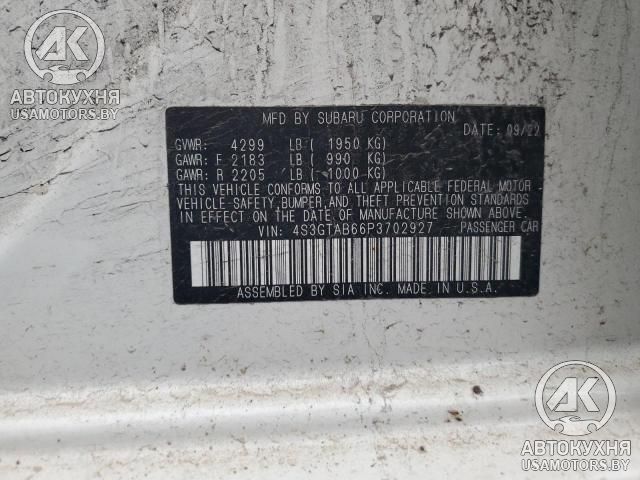 AK
АВТОКУХНЯ
USAMOTORS.BY
MFD BY SUBARU CORPORATION
DATE: 09/22
GVWR: 4299 LB ( 1950 KG)
GAWR: F 2183 LB ( 990 KG)
GAWR: R 2205 LB ( 1000 KG)
THIS VEHICLE CONFORMS TO ALL APPLICABLE FEDERAL MOTOR
VEHICLE-SAFETY, BUMPER, AND THEFT PREVENTION STANDARDS
IN EFFECT ON THE DATE OF MANUFACTURE SHOWN ABOVE.
VIN: 4S3GTAB66P3702927 PASSENGER CAR
ASSEMBLED BY SIA INC. MADE IN U.S.A.
AK
АВТОКУХНЯ
USAMOTORS.BY